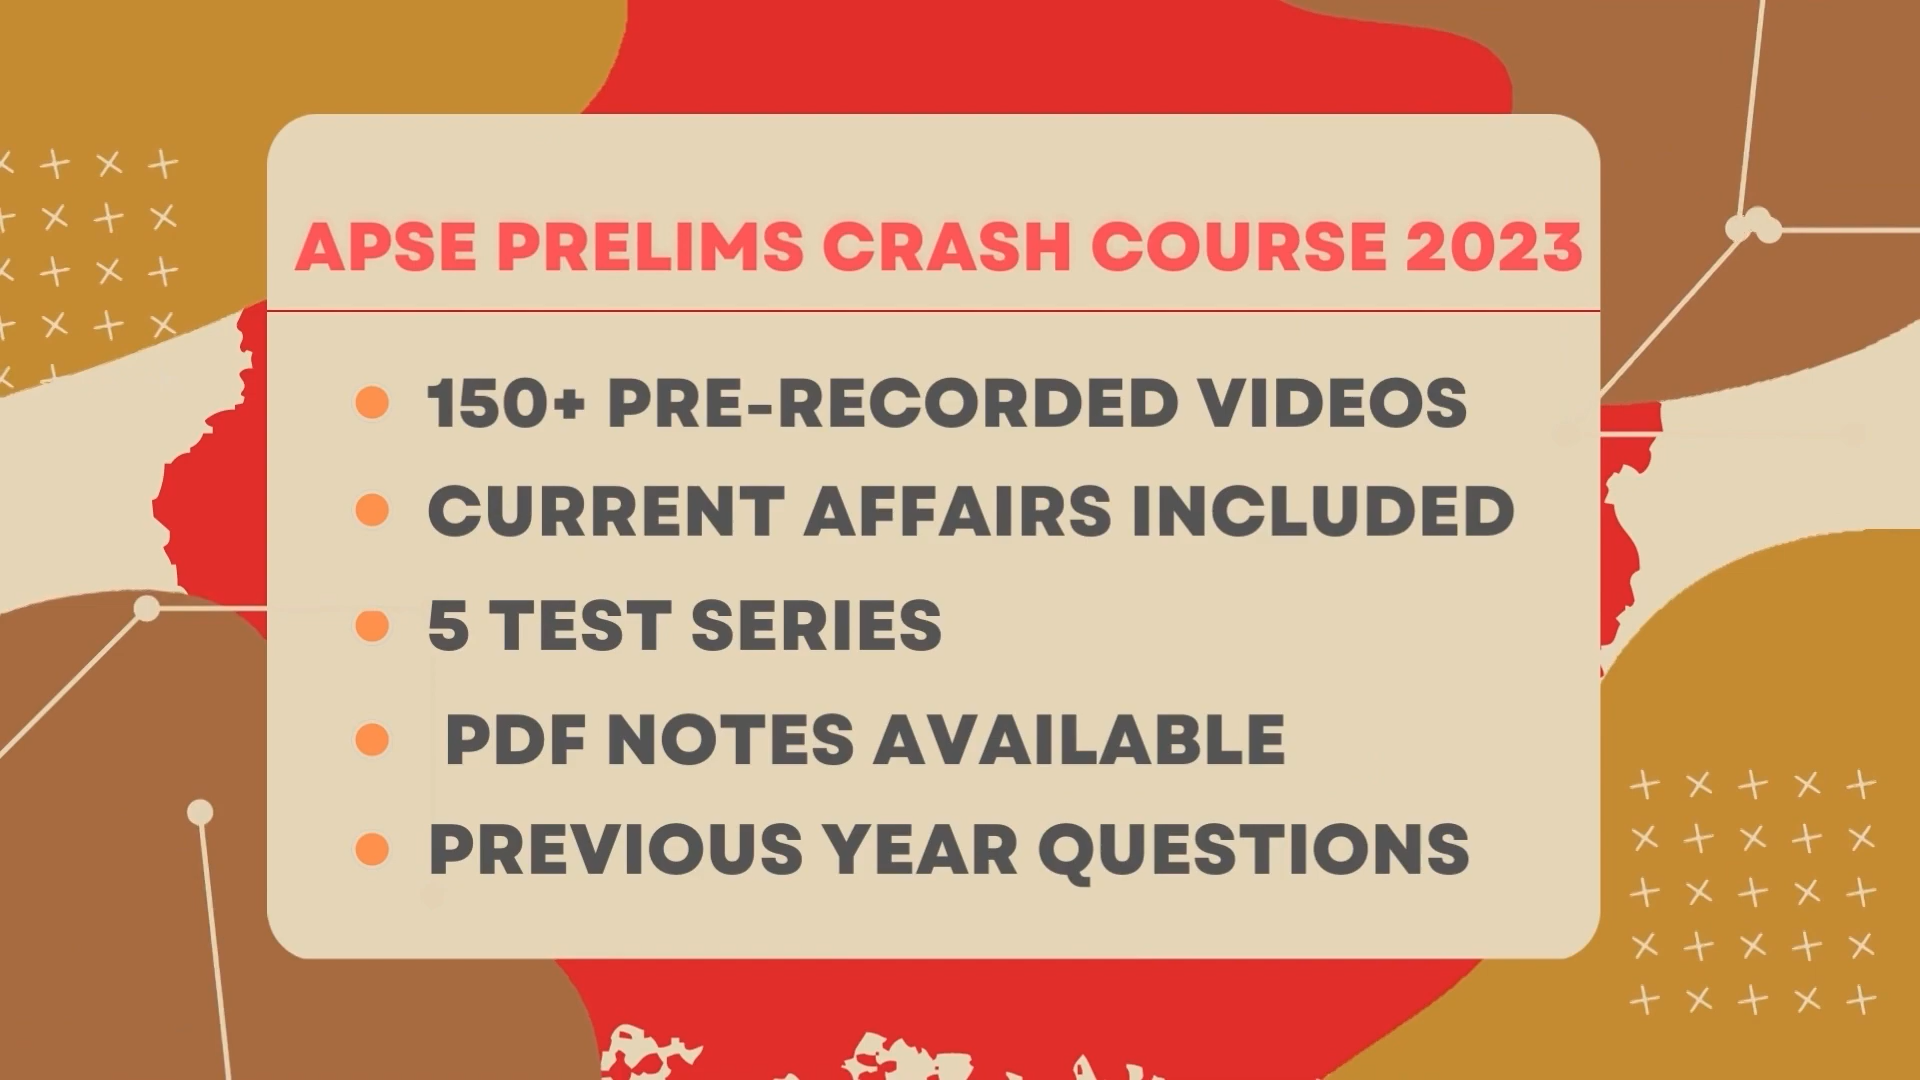 APSE PRELIMS CRASH COURSE 2023
150+ PRE-RECORDED VIDEOS
CURRENT AFFAIRS INCLUDED
5 TEST SERIES
PDF NOTES AVAILABLE
PREVIOUS YEAR QUESTIONS